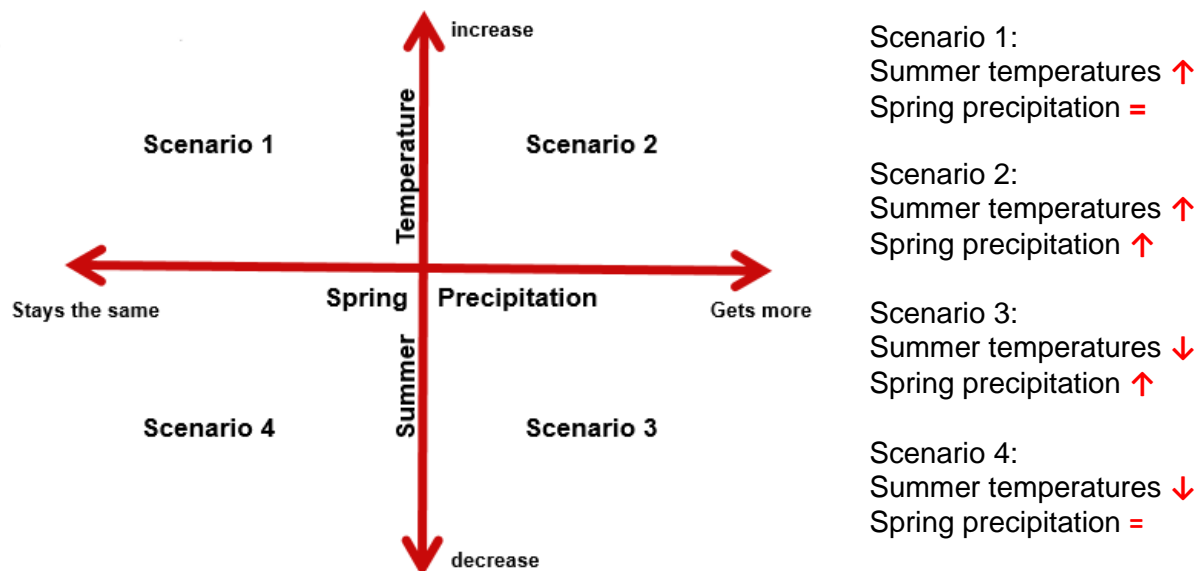 increase
Scenario 1
Scenario 2
Summer Temperature
Spring Precipitation
Stays the same
Gets more
Scenario 4
Scenario 3
decrease
Scenario 1:
Summer temperatures ↑
Spring precipitation =
Scenario 2:
Summer temperatures ↑
Spring precipitation ↑
Scenario 3:
Summer temperatures ↓
Spring precipitation ↑
Scenario 4:
Summer temperatures ↓
Spring precipitation =